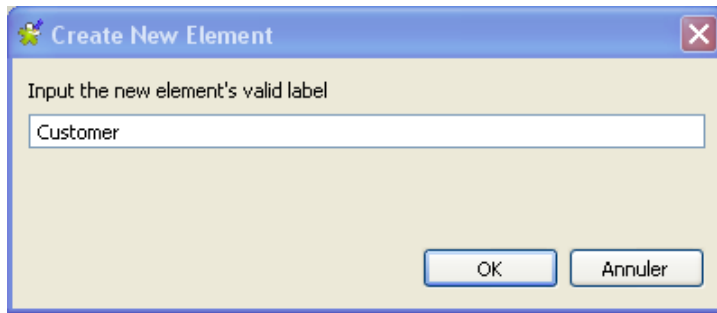 Create New Element
Input the new element's valid label
Customer
OK
Annuler